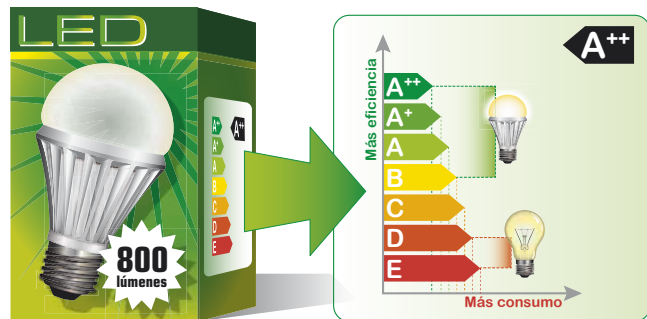 LED
A++
A++
A+
A
B
C
D
E
800
lúmenes
A++
Más eficiencia
A++
A+
A
B
C
D
E
Más consumo